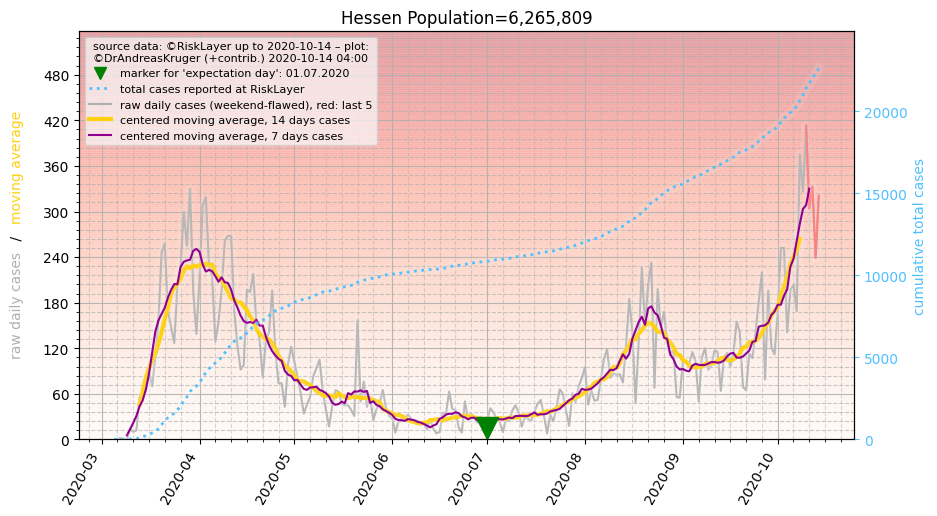 Hessen Population=6,265,809
source data: ©RiskLayer up to 2020-10-14 – plot:
©DrAndreasKruger (+contrib.) 2020-10-14 04:00
marker for 'expectation day': 01.07.2020
total cases reported at RiskLayer
raw daily cases (weekend-flawed), red: last 5
centered moving average, 14 days cases
centered moving average, 7 days cases
raw daily cases / moving average
480
420
360
300
240
180
120
60
0
20000
15000
10000
5000
0
cumulative total cases
2020-03
2020-04
2020-05
2020-06
2020-07
2020-08
2020-09
2020-10